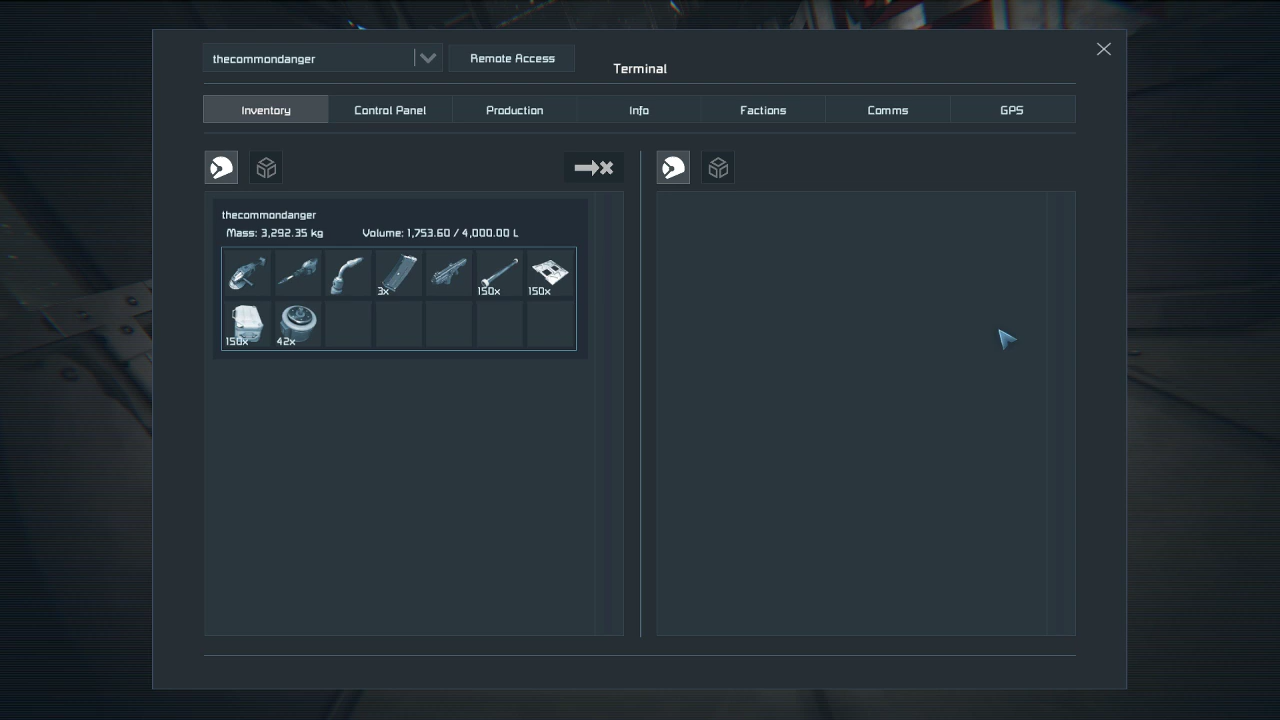 thecommondanger
Remote Access
Terminal
Inventory
Control Panel
Production
Info
Factions
Comms
GPS
thecommondanger
Mass: 3,292.35 kg
Volume: 1,753.60 / 4,000.00 L
3x
150x
150x
150x
42x